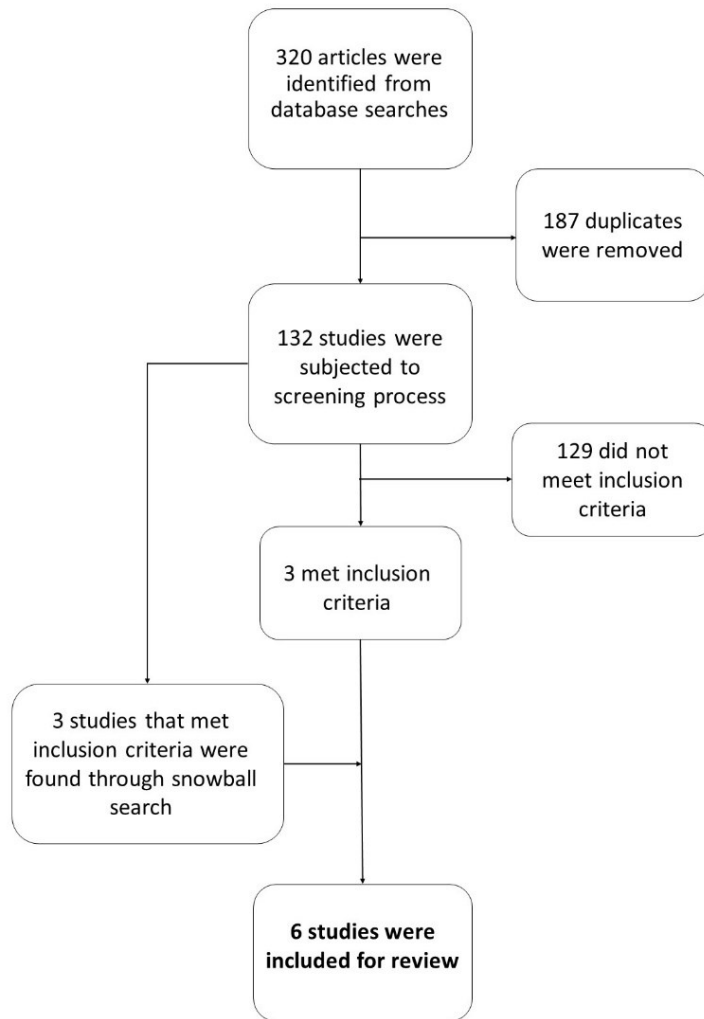 320 articles were
identified from
database searches
187 duplicates
were removed
132 studies were
subjected to
screening process
129 did not
meet inclusion
criteria
3 met inclusion
criteria
3 studies that met
inclusion criteria were
found through snowball
search
6 studies were
included for review